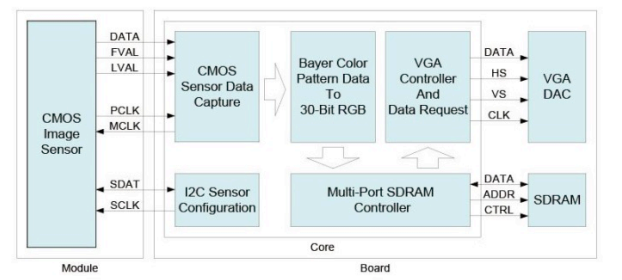 CMOS
Image
Sensor
DATA
FVAL
LVAL
PCLK
MCLK
SDAT
SCLK
CMOS
Sensor Data
Capture
I2C Sensor
Configuration
Bayer Color
Pattern Data
To
30-Bit RGB
VGA
Controller
And
Data Request
Multi-Port SDRAM
Controller
DATA
HS
VS
CLK
VGA
DAC
DATA
ADDR
CTRL
SDRAM
Core
Module
Board